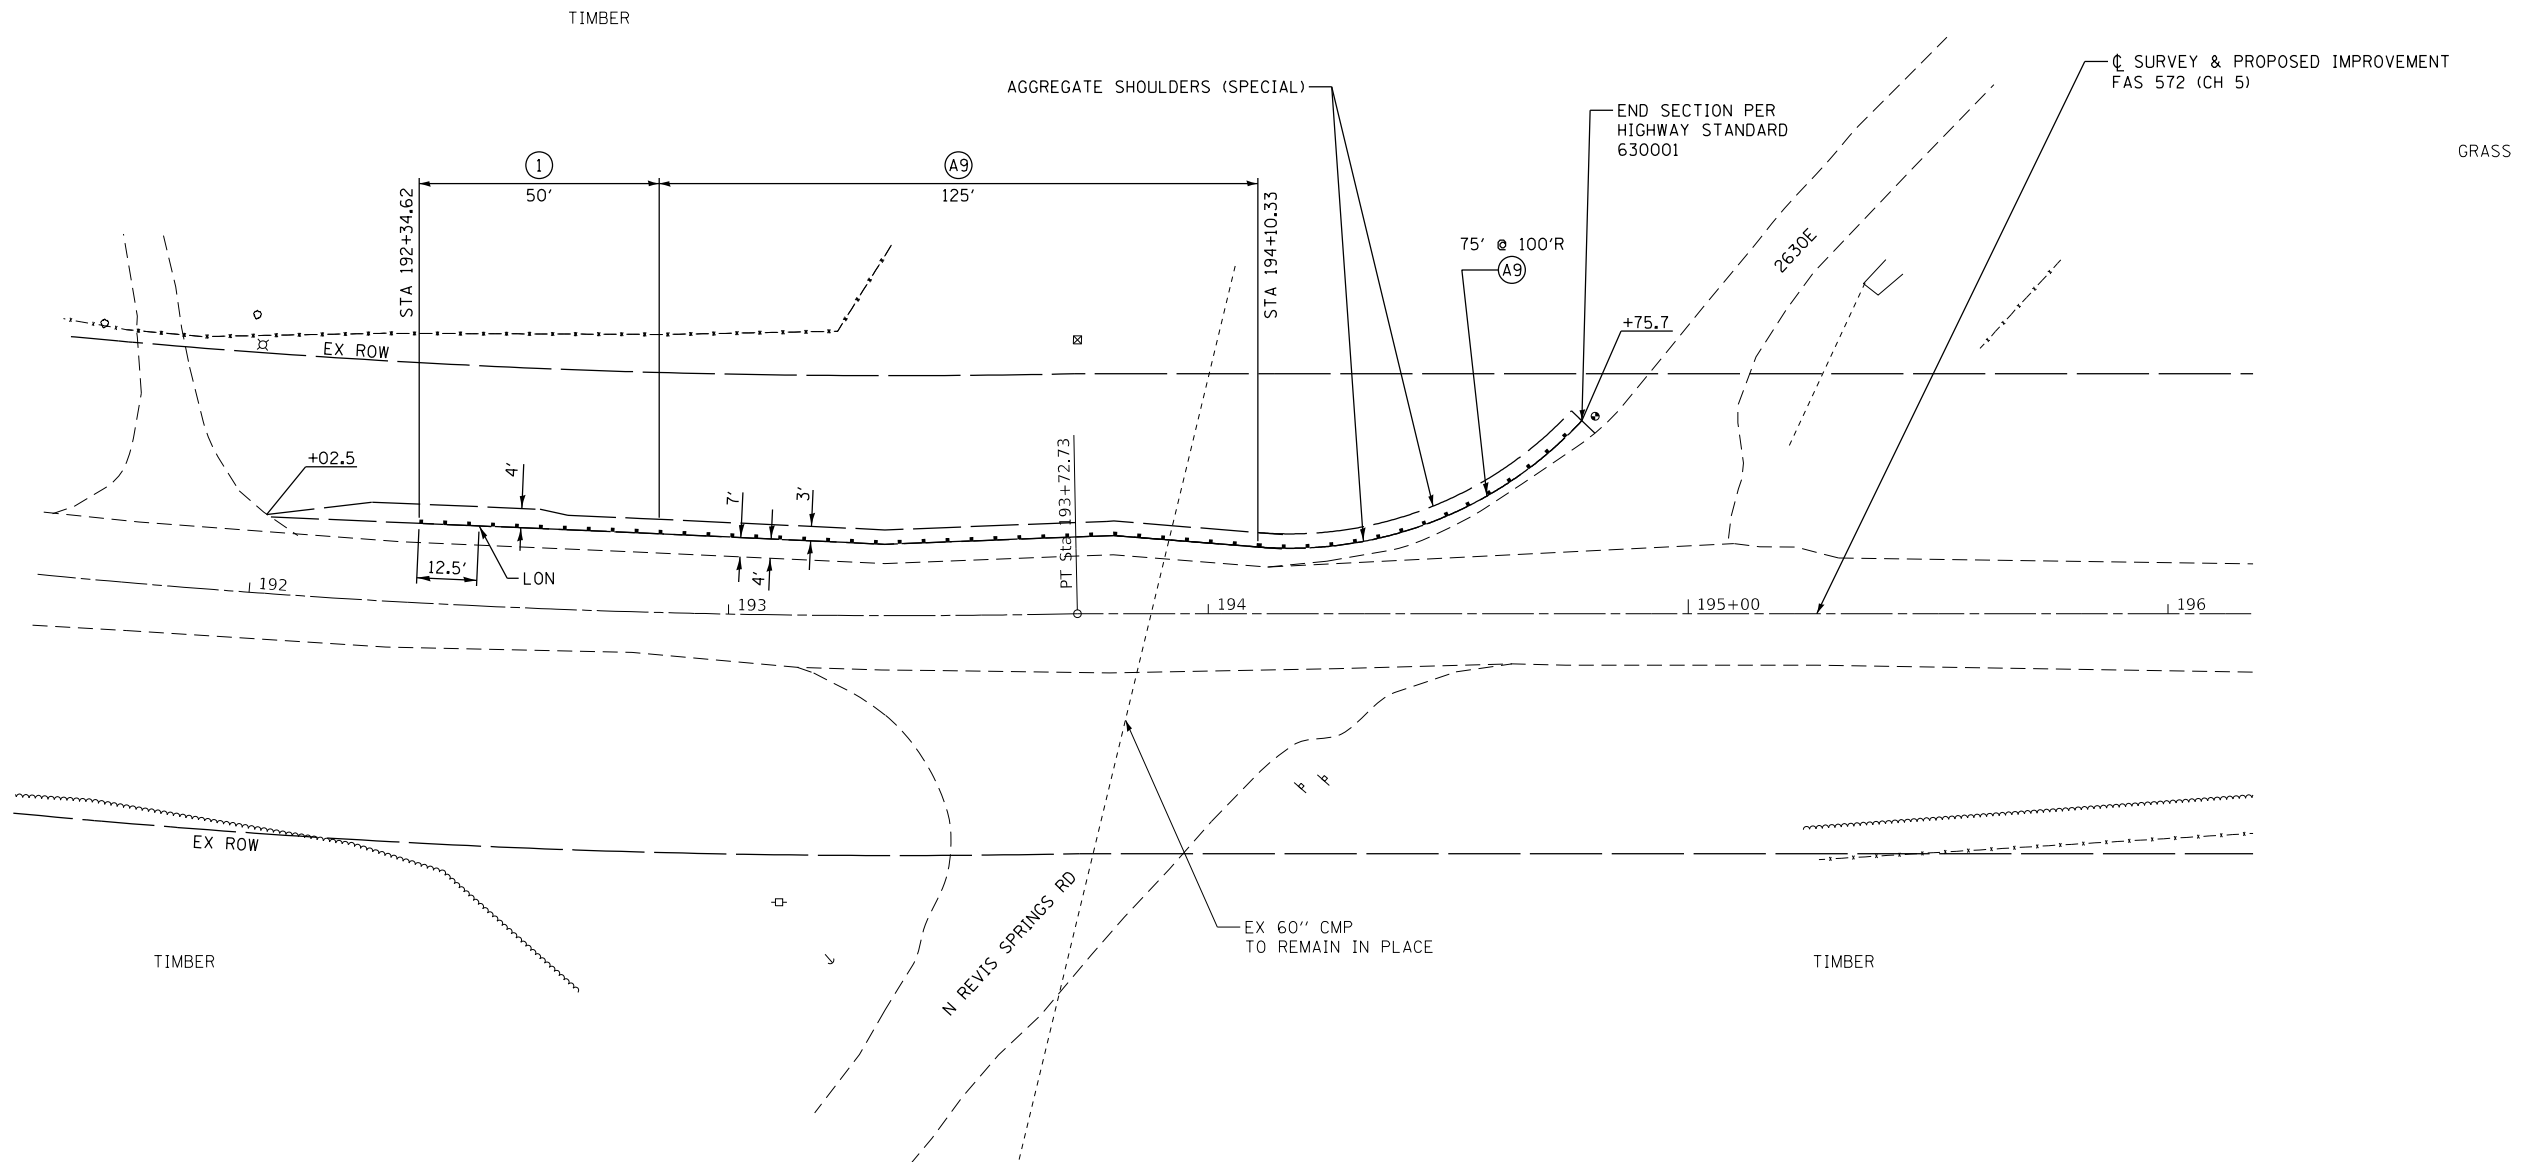 TIMBER
℄ SURVEY & PROPOSED IMPROVEMENT
FAS 572 (CH 5)
AGGREGATE SHOULDERS (SPECIAL)
END SECTION PER
HIGHWAY STANDARD
630001
GRASS
1
50'
A9
125'
STA 192+34.62
STA 194+10.33
75' @ 100'R
A9
2630E
+75.7
EX ROW
+02.5
4'
7'
3'
4'
PT Sta 193+72.73
12.5'
LON
192
193
194
195+00
196
EX ROW
N REVIS SPRINGS RD
EX 60" CMP
TO REMAIN IN PLACE
TIMBER
TIMBER